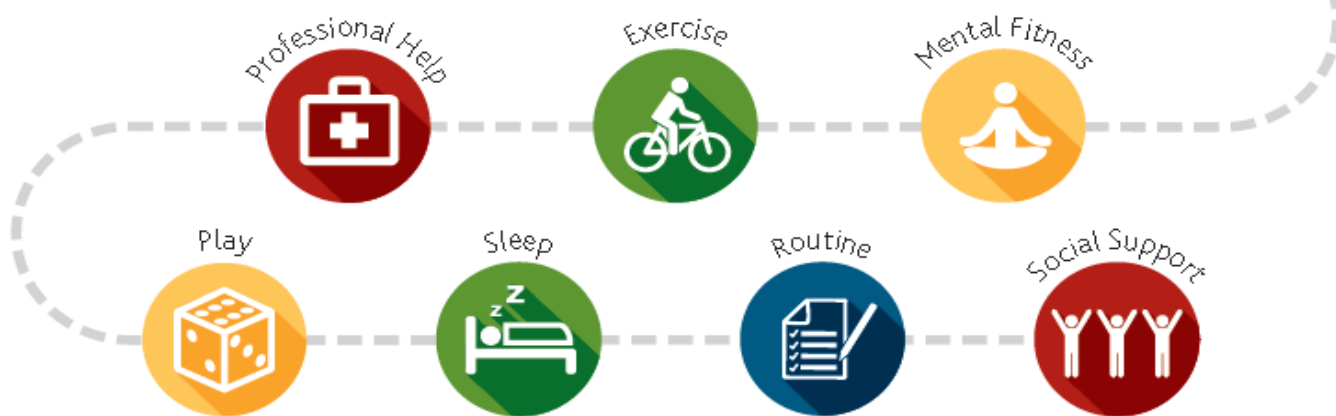 Professional Help
Exercise
Mental Fitness
Play
Sleep
Routine
Social Support
z
z